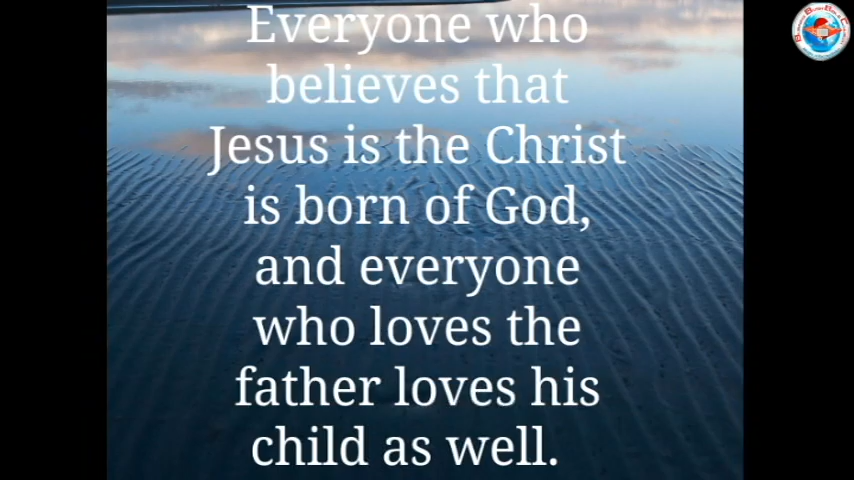 Everyone who
believes that
Jesus is the Christ
is born of God,
and everyone
who loves the
father loves his
child as well.